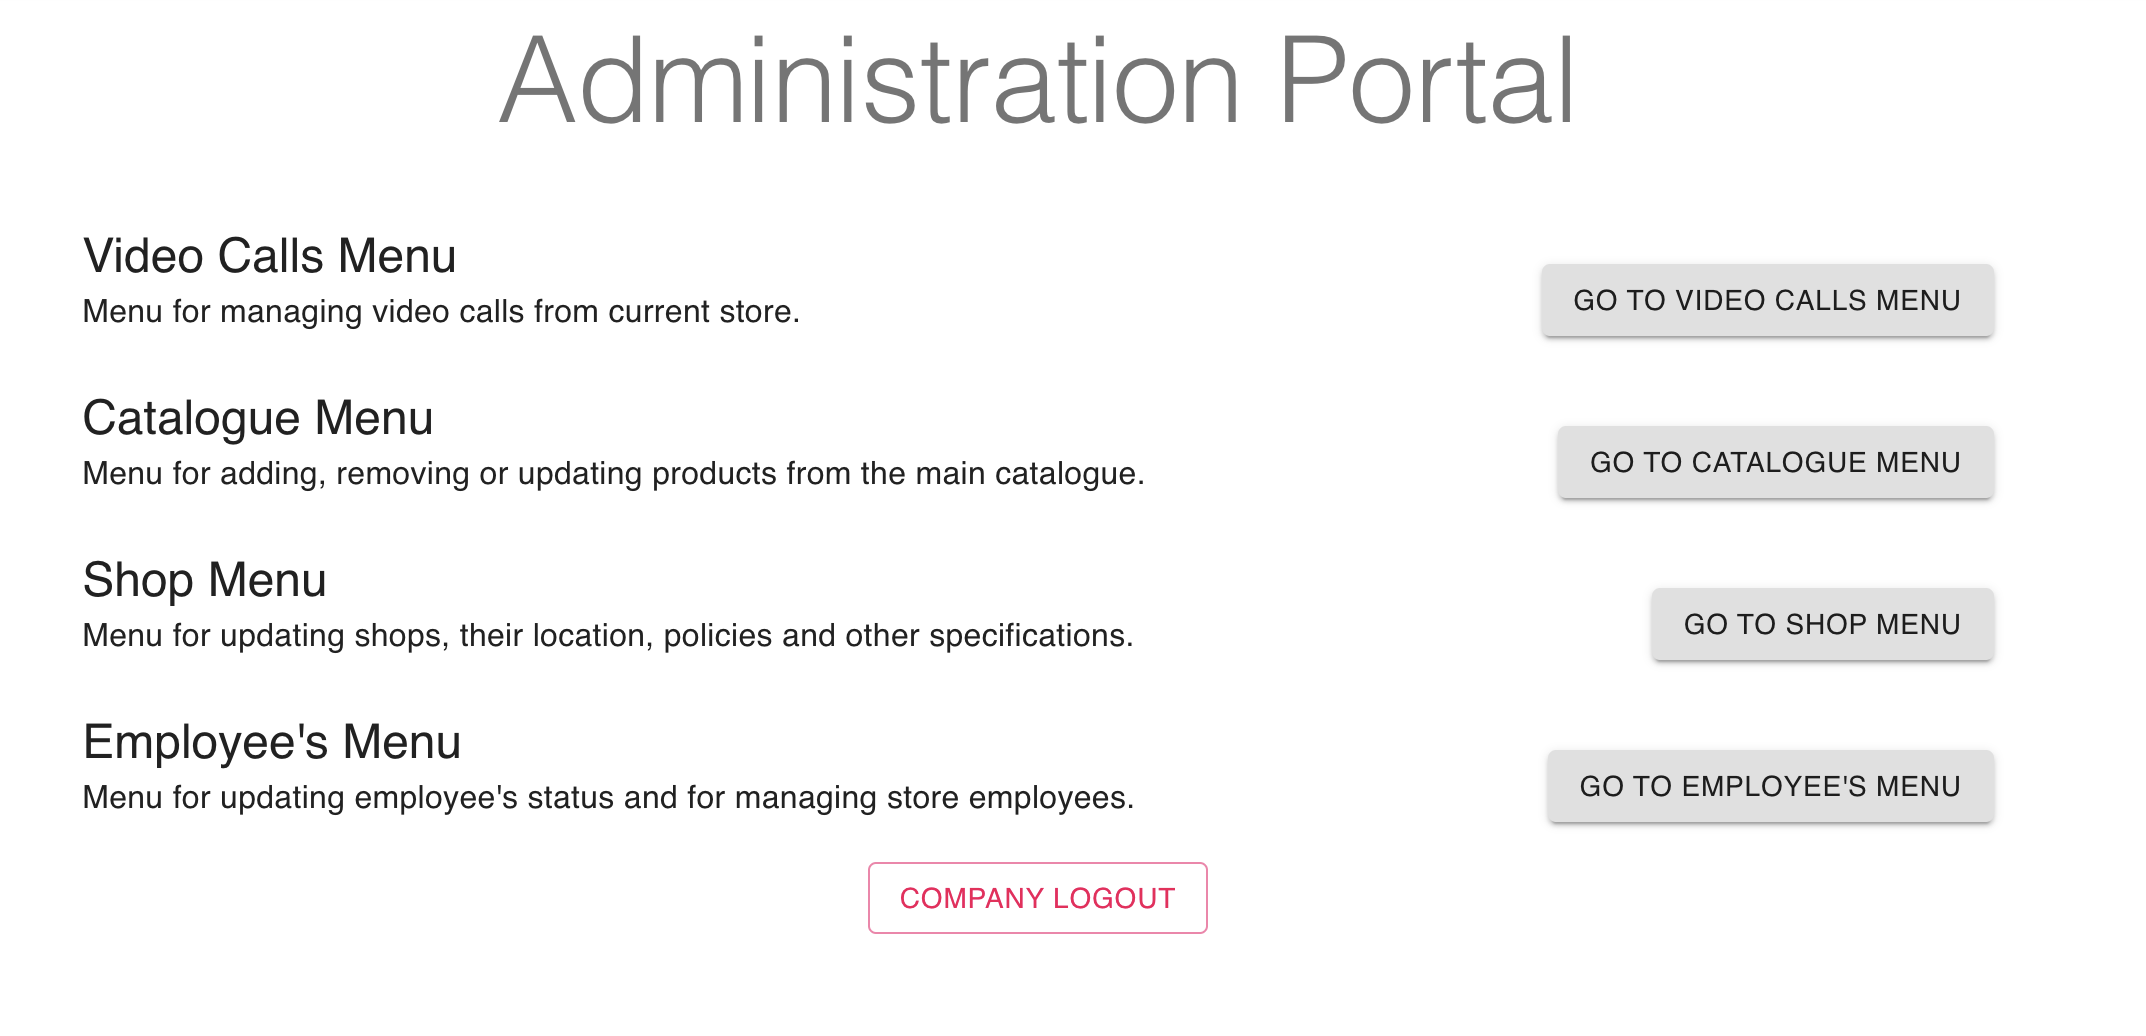 Administration Portal
Video Calls Menu
Menu for managing video calls from current store.
GO TO VIDEO CALLS MENU
Catalogue Menu
Menu for adding, removing or updating products from the main catalogue.
GO TO CATALOGUE MENU
Shop Menu
Menu for updating shops, their location, policies and other specifications.
GO TO SHOP MENU
Employee's Menu
Menu for updating employee's status and for managing store employees.
GO TO EMPLOYEE'S MENU
COMPANY LOGOUT